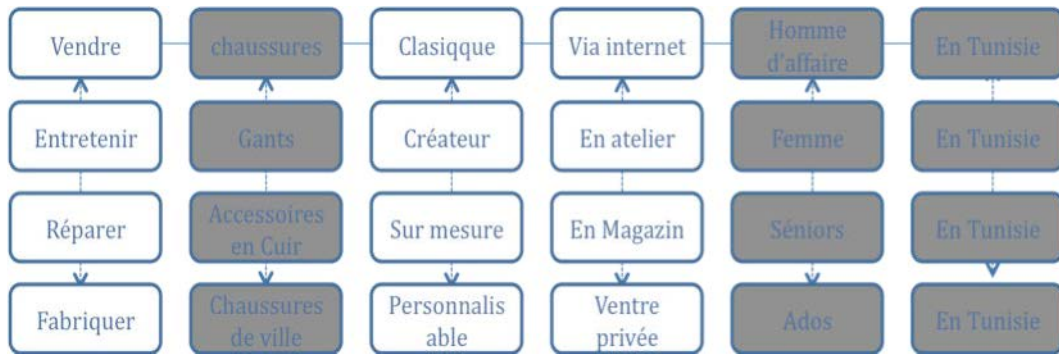 Vendre
chaussures
Clasiqque
Via internet
Homme
d'affaire
En Tunisie
Entretenir
Gants
Créateur
En atelier
Femme
En Tunisie
Réparer
Accessoires
en Cuir
Sur mesure
En Magazin
Séniors
En Tunisie
Fabriquer
Chaussures
de ville
Personnalis
able
Ventre
privée
Ados
En Tunisie